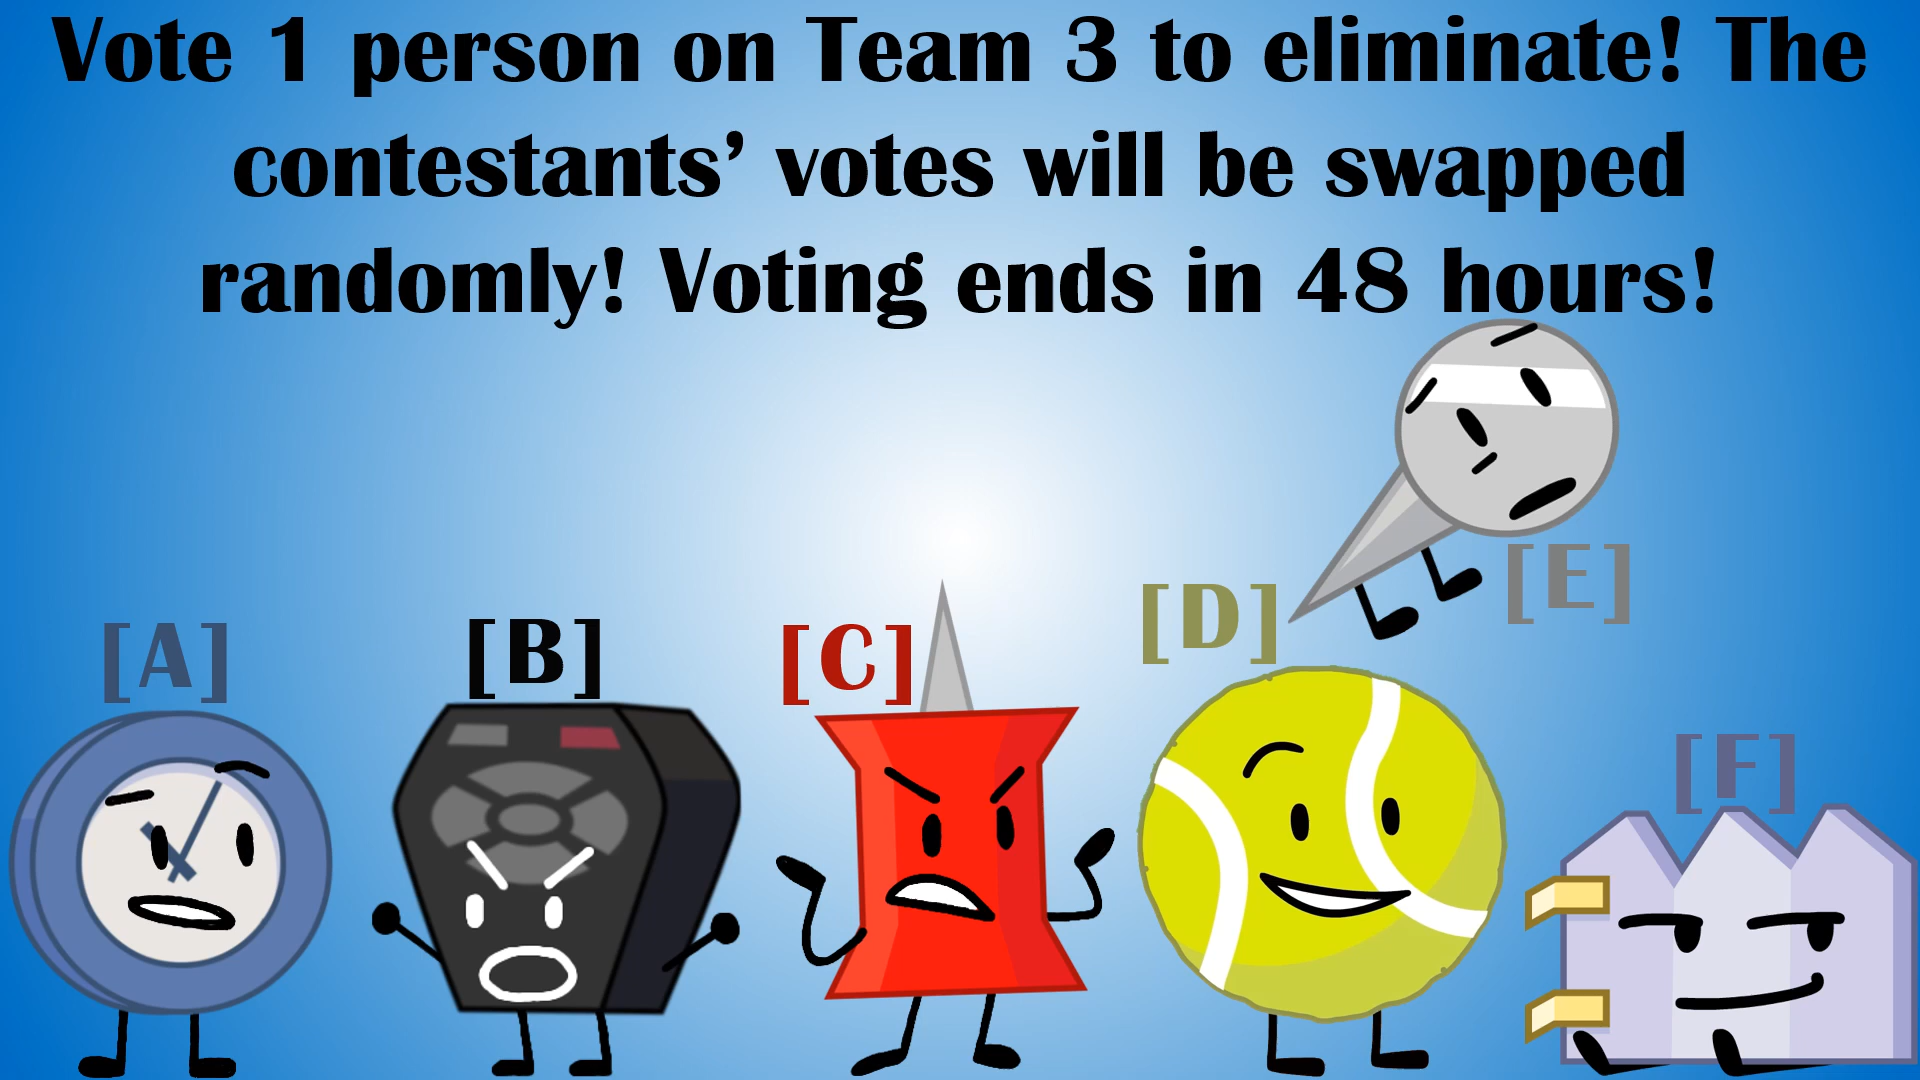 Vote 1 person on Team 3 to eliminate! The
contestants’ votes will be swapped
randomly! Voting ends in 48 hours!
[A]
[B]
[C]
[D]
[E]
[F]